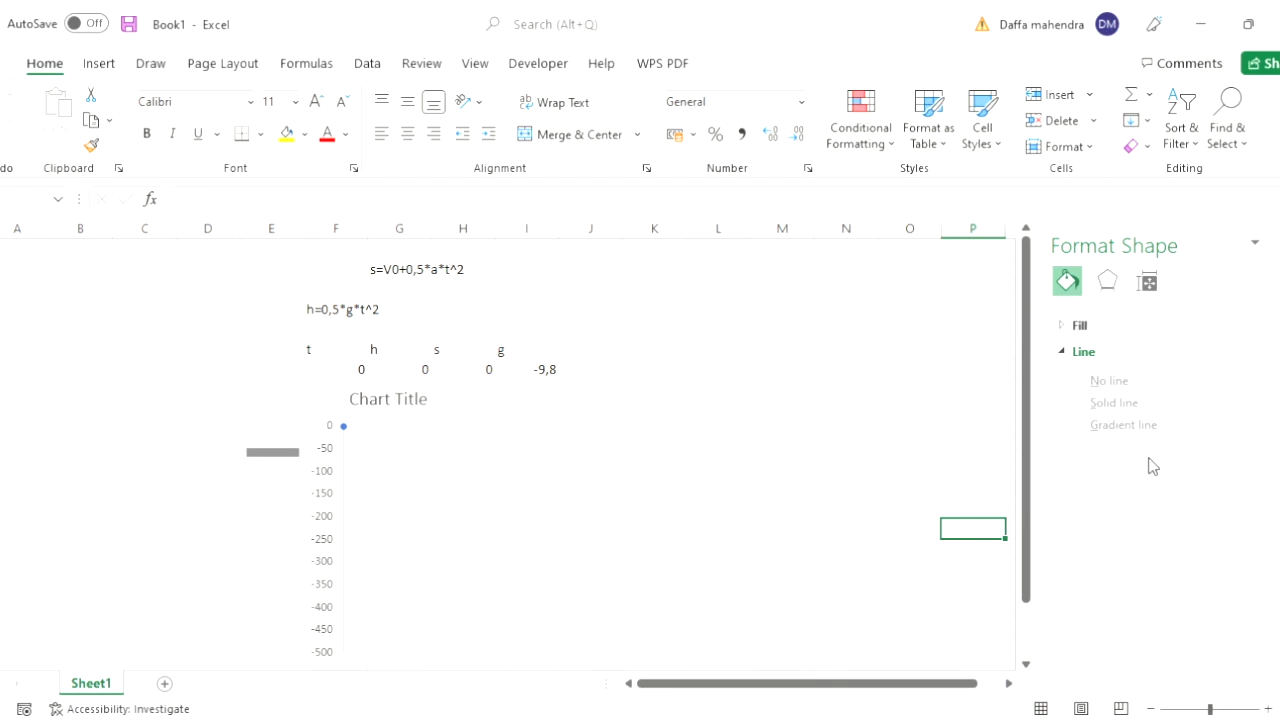 AutoSave Off Book1 - Excel Search (Alt+Q) Daffa mahendra DM
Home Insert Draw Page Layout Formulas Data Review View Developer Help WPS PDF Comments Sh
Calibri 11 Wrap Text General Insert Σ
B I U Merge & Center % Conditional Formatting Format as Table Cell Styles Delete Sort & Filter Find & Select
Format
do Clipboard Font Alignment Number Styles Cells Editing
fx
A B C D E F G H I J K L M N O P
s=V0+0,5*a*t^2
h=0,5*g*t^2
t h s g
0 0 0 -9,8
Chart Title
0
-50
-100
-150
-200
-250
-300
-350
-400
-450
-500
Format Shape
Fill
Line
No line
Solid line
Gradient line
Sheet1
Accessibility: Investigate